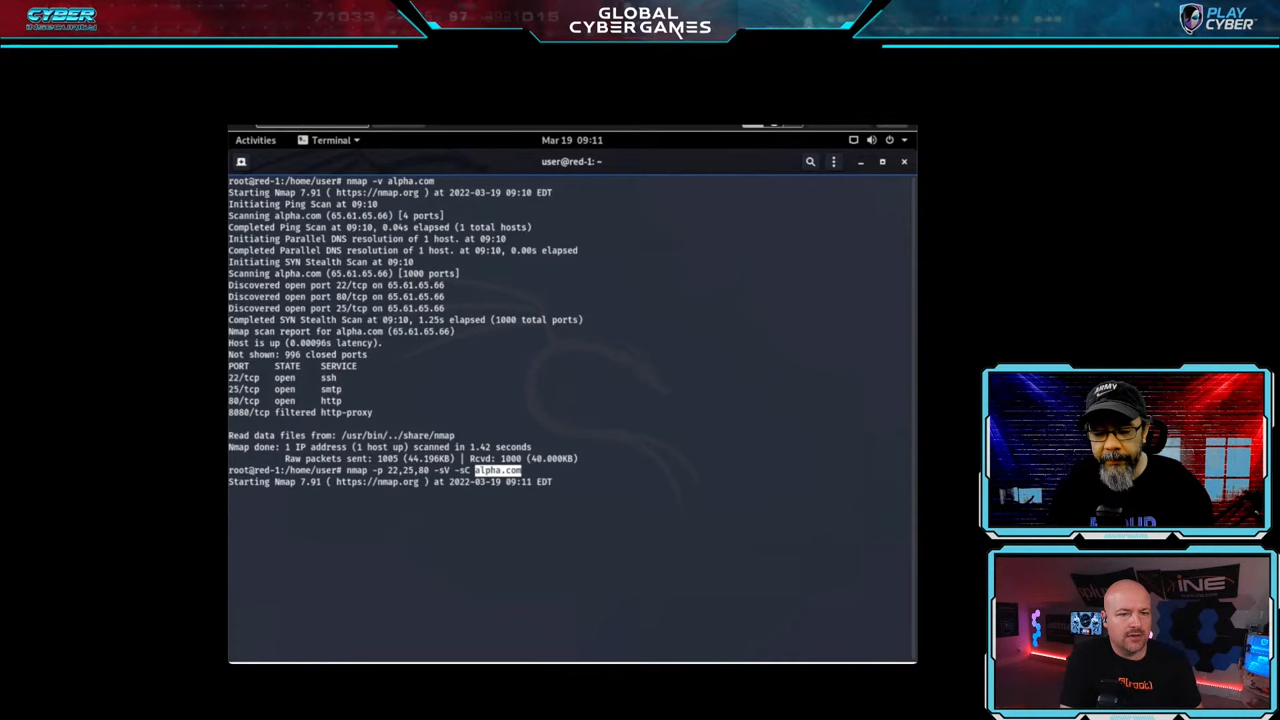 CYBER
INSECURITY
GLOBAL
CYBERGAMES
PLAY
CYBER
Activities
Terminal
Mar 19 09:11
user@red-1: ~
root@red-1:/home/user# nmap -v alpha.com
Starting Nmap 7.91 ( https://nmap.org ) at 2022-03-19 09:10 EDT
Initiating Ping Scan at 09:10
Scanning alpha.com (65.61.65.66) [4 ports]
Completed Ping Scan at 09:10, 0.04s elapsed (1 total hosts)
Initiating Parallel DNS resolution of 1 host. at 09:10
Completed Parallel DNS resolution of 1 host. at 09:10, 0.00s elapsed
Initiating SYN Stealth Scan at 09:10
Scanning alpha.com (65.61.65.66) [1000 ports]
Discovered open port 22/tcp on 65.61.65.66
Discovered open port 80/tcp on 65.61.65.66
Discovered open port 25/tcp on 65.61.65.66
Completed SYN Stealth Scan at 09:10, 1.25s elapsed (1000 total ports)
Nmap scan report for alpha.com (65.61.65.66)
Host is up (0.00096s latency).
Not shown: 996 closed ports
PORT STATE SERVICE
22/tcp open ssh
25/tcp open smtp
80/tcp open http
8080/tcp filtered http-proxy
Read data files from: /usr/bin/../share/nmap
Nmap done: 1 IP address (1 host up) scanned in 1.42 seconds
Raw packets sent: 1005 (44.196KB) | Rcvd: 1000 (40.000KB)
root@red-1:/home/user# nmap -p 22,25,80 -sV -sC alpha.com
Starting Nmap 7.91 ( https://nmap.org ) at 2022-03-19 09:11 EDT
ARMY
INE